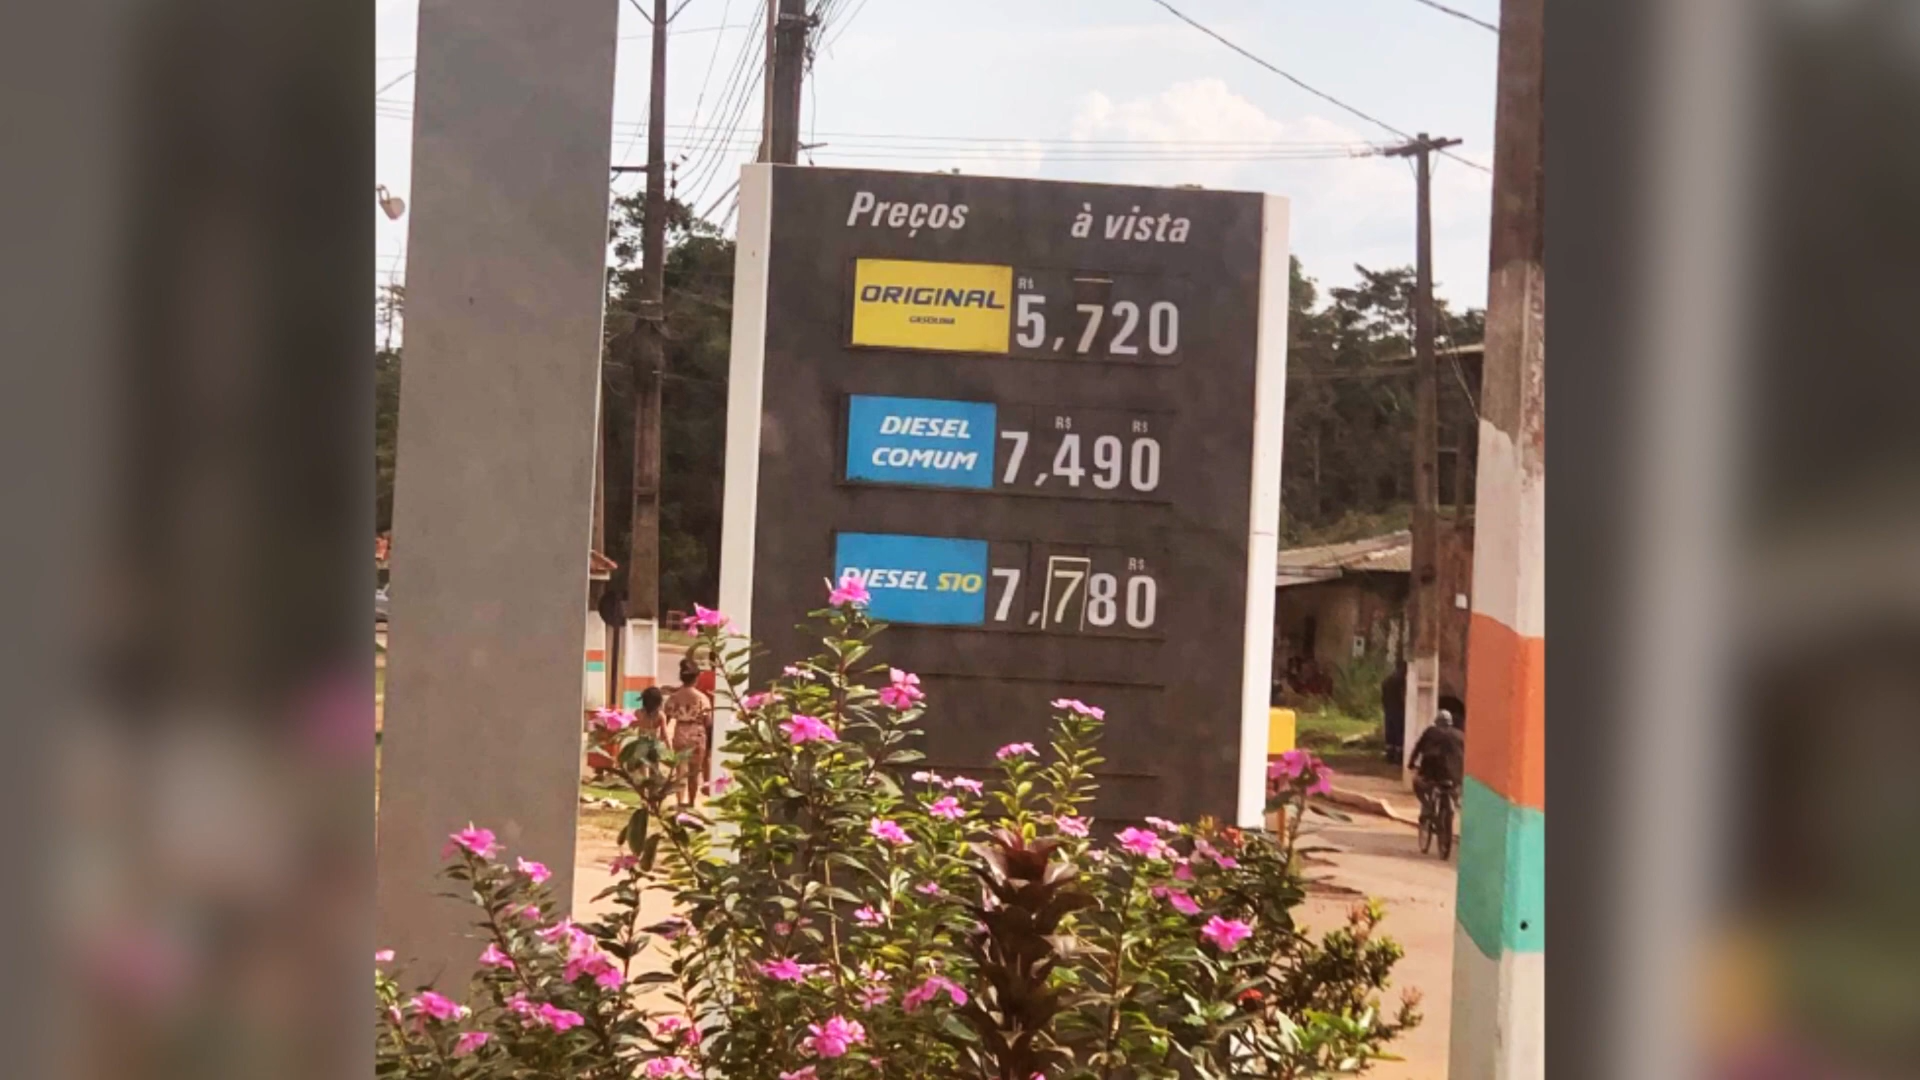 Preços à vista
ORIGINAL
GASOLINA
R$
5,720
DIESEL
COMUM
R$ R$
7,490
DIESEL S10
R$
7,780